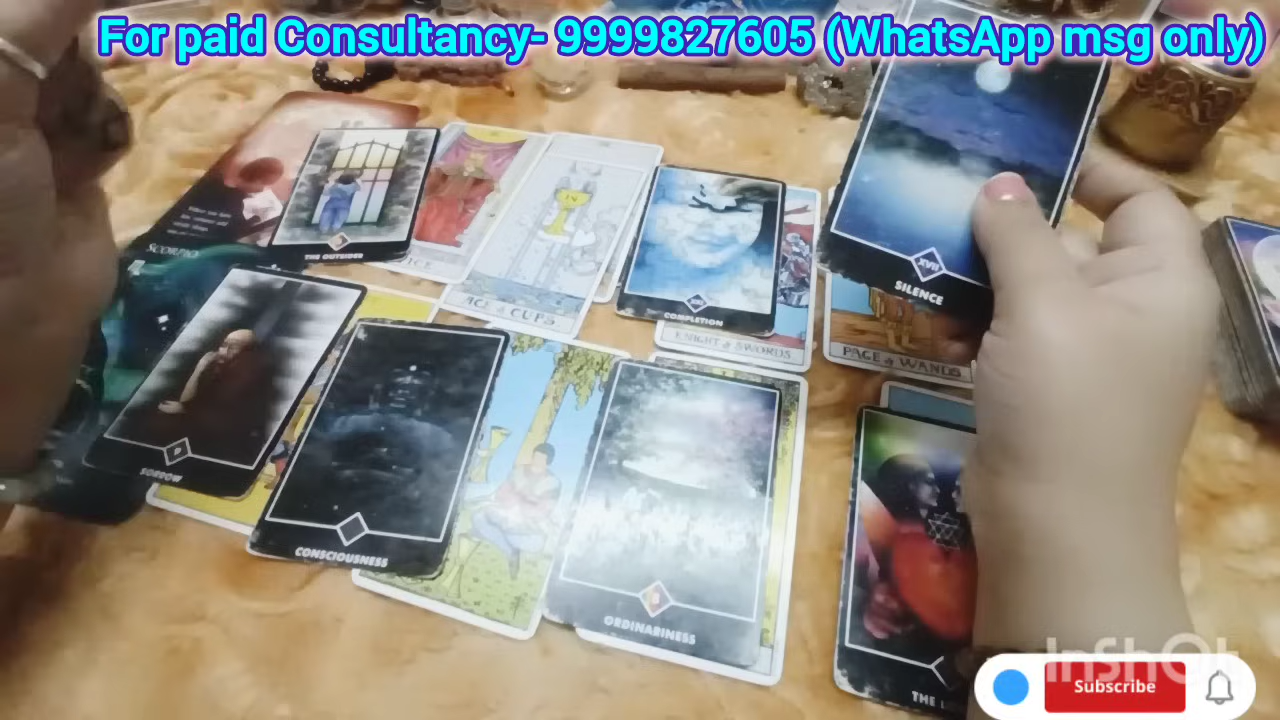 For paid Consultancy- 9999827605 (WhatsApp msg only)
XVII
SILENCE
THE OUTSIDER
ACE of CUPS
COMPLETION
KNIGHT of SWORDS
PAGE of WANDS
SCORPIO
SORROW
CONSCIOUSNESS
ORDINARINESS
THE
InShOt
Subscribe